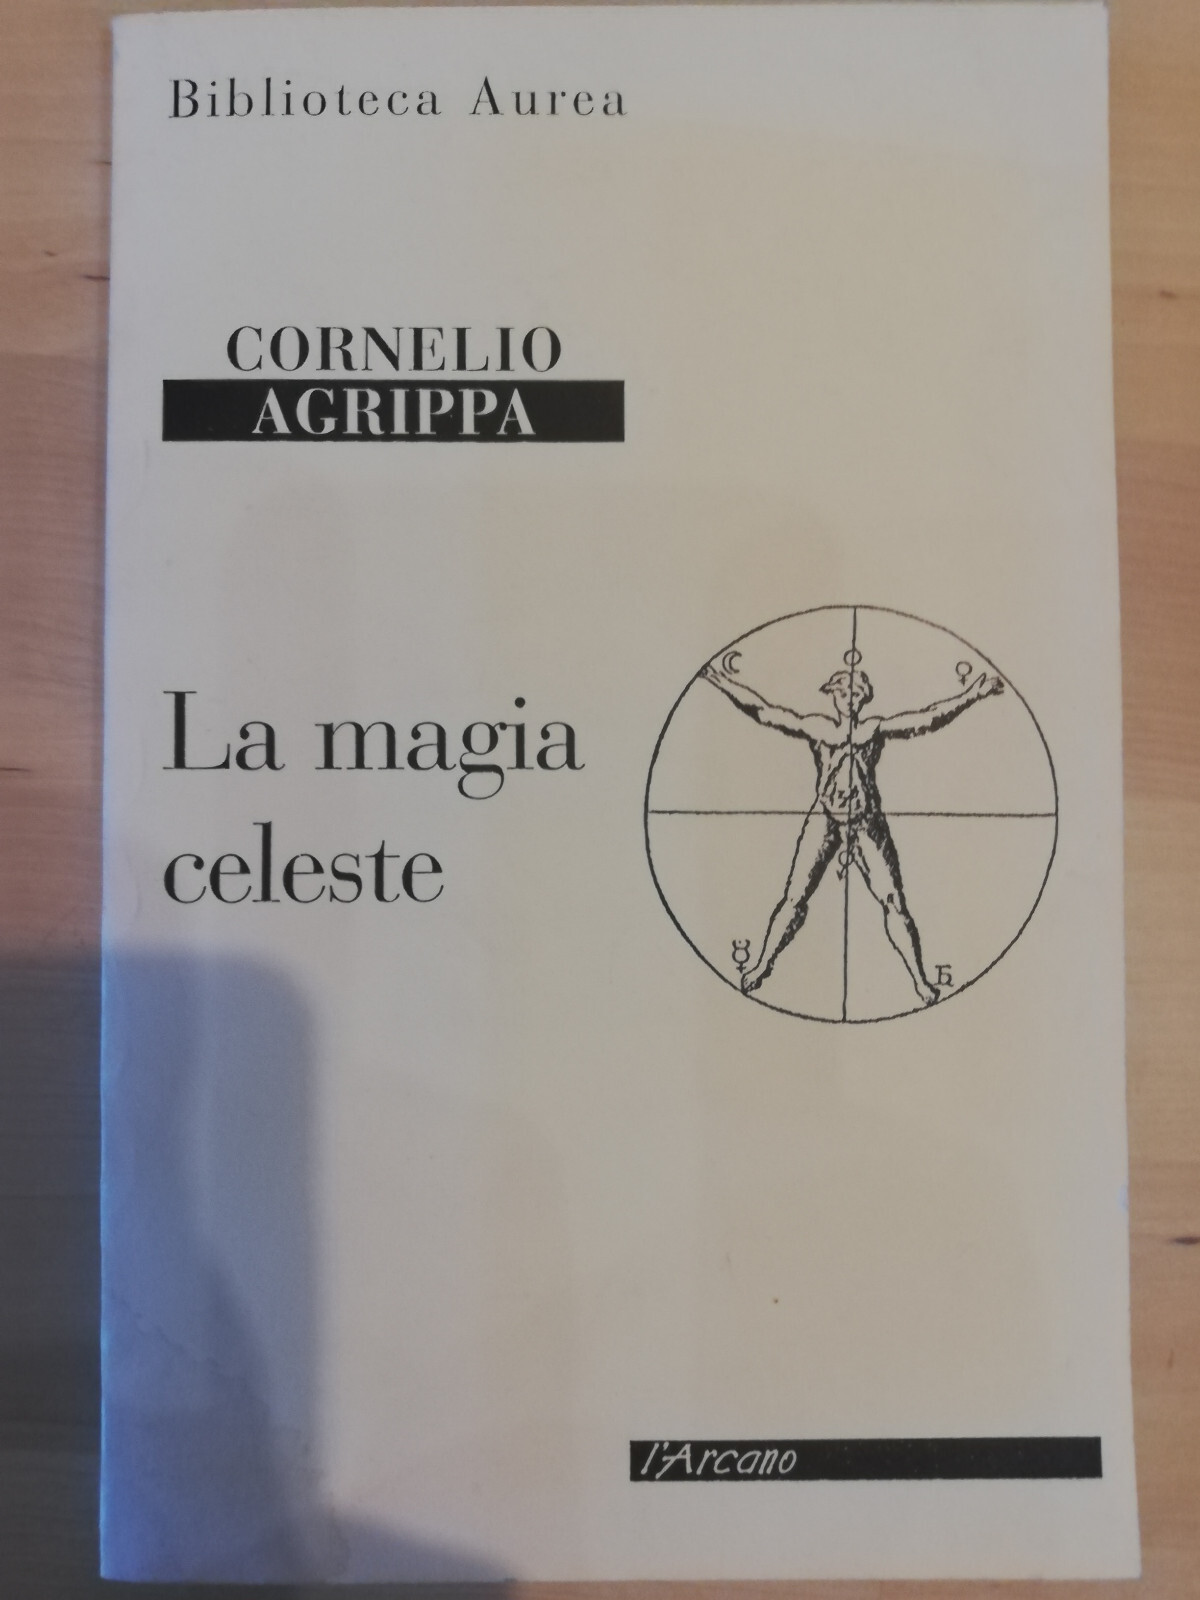 Biblioteca Aurea
CORNELIO
AGRIPPA
La magia
celeste
l'Arcano